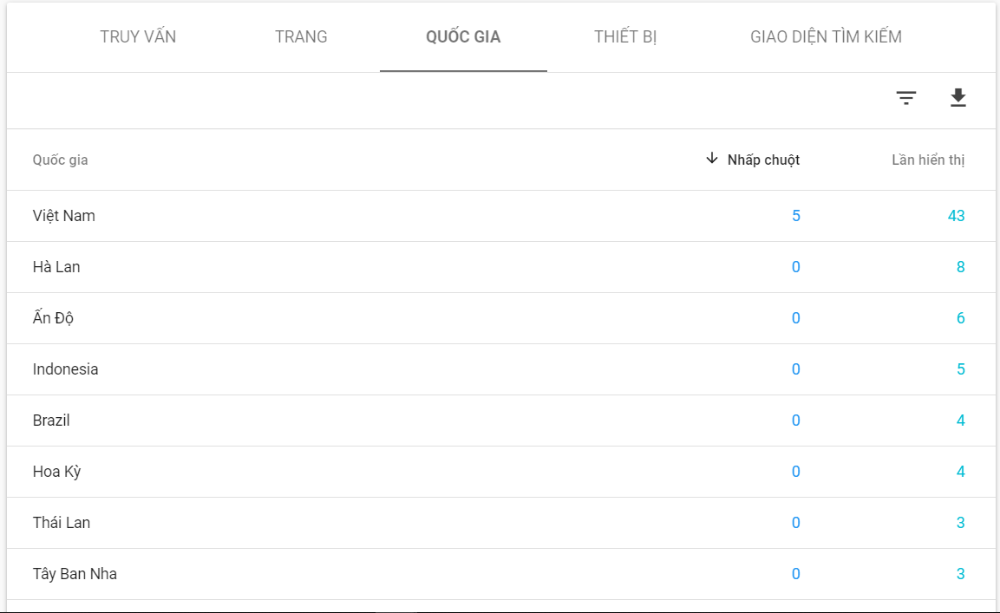 TRUY VẤN TRANG QUỐC GIA THIẾT BỊ GIAO DIỆN TÌM KIẾM
Quốc gia Nhấp chuột Lần hiển thị
Việt Nam 5 43
Hà Lan 0 8
Ấn Độ 0 6
Indonesia 0 5
Brazil 0 4
Hoa Kỳ 0 4
Thái Lan 0 3
Tây Ban Nha 0 3